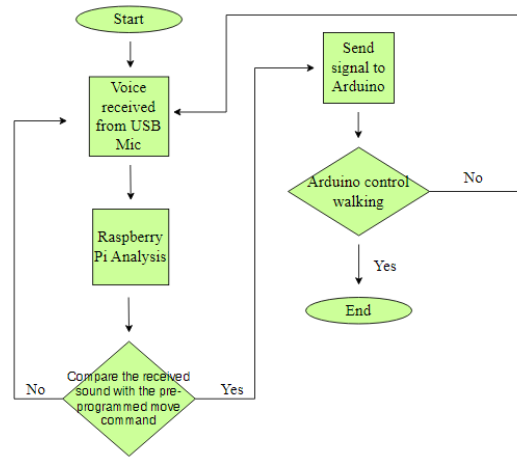 Start
Voice
received
from USB
Mic
Raspberry
Pi Analysis
Compare the received
sound with the pre-
programmed move
command
No
Yes
Send
signal to
Arduino
Arduino control
walking
No
Yes
End